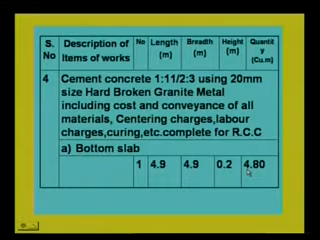 S. No Description of Items of works No Length (m) Breadth (m) Height (m) Quantit y (Cu.m)
4 Cement concrete 1:11/2:3 using 20mm
size Hard Broken Granite Metal
including cost and conveyance of all
materials, Centering charges,labour
charges,curing,etc.complete for R.C.C
a) Bottom slab
1 4.9 4.9 0.2 4.80